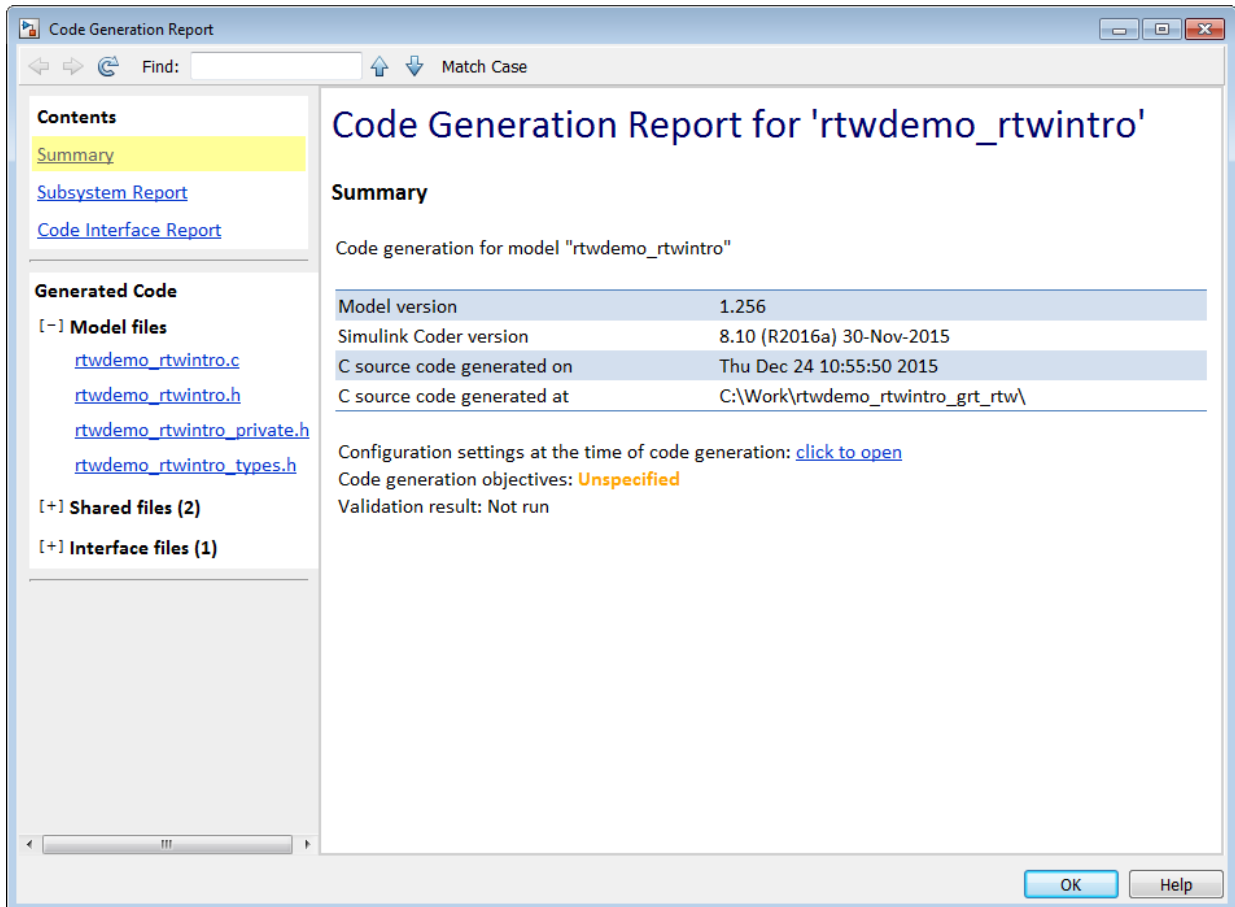 Code Generation Report
Find:
Match Case
Contents
Summary
Subsystem Report
Code Interface Report
Generated Code
[-] Model files
rtwdemo_rtwintro.c
rtwdemo_rtwintro.h
rtwdemo_rtwintro_private.h
rtwdemo_rtwintro_types.h
[+] Shared files (2)
[+] Interface files (1)
Code Generation Report for 'rtwdemo_rtwintro'
Summary
Code generation for model "rtwdemo_rtwintro"
Model version 1.256
Simulink Coder version 8.10 (R2016a) 30-Nov-2015
C source code generated on Thu Dec 24 10:55:50 2015
C source code generated at C:\Work\rtwdemo_rtwintro_grt_rtw\
Configuration settings at the time of code generation: click to open
Code generation objectives: Unspecified
Validation result: Not run
OK
Help